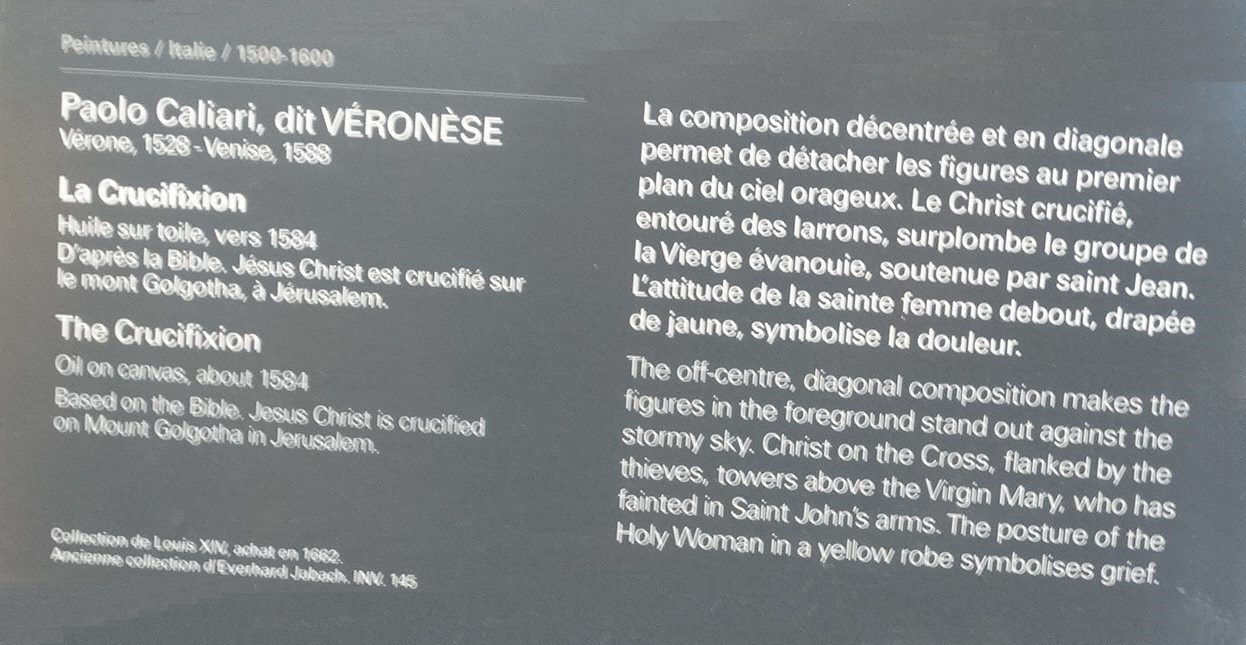 Peintures / Italie / 1500-1600
Paolo Caliari, dit VÉRONÈSE
Vérone, 1528 - Venise, 1588
La Crucifixion
Huile sur toile, vers 1584
D'après la Bible. Jésus Christ est crucifié sur
le mont Golgotha, à Jérusalem.
The Crucifixion
Oil on canvas, about 1584
Based on the Bible. Jesus Christ is crucified
on Mount Golgotha in Jerusalem.
Collection de Louis XIV, achat en 1662.
Ancienne collection d'Everhard Jabach. INV. 145
La composition décentrée et en diagonale
permet de détacher les figures au premier
plan du ciel orageux. Le Christ crucifié,
entouré des larrons, surplombe le groupe de
la Vierge évanouie, soutenue par saint Jean.
L'attitude de la sainte femme debout, drapée
de jaune, symbolise la douleur.
The off-centre, diagonal composition makes the
figures in the foreground stand out against the
stormy sky. Christ on the Cross, flanked by the
thieves, towers above the Virgin Mary, who has
fainted in Saint John's arms. The posture of the
Holy Woman in a yellow robe symbolises grief.